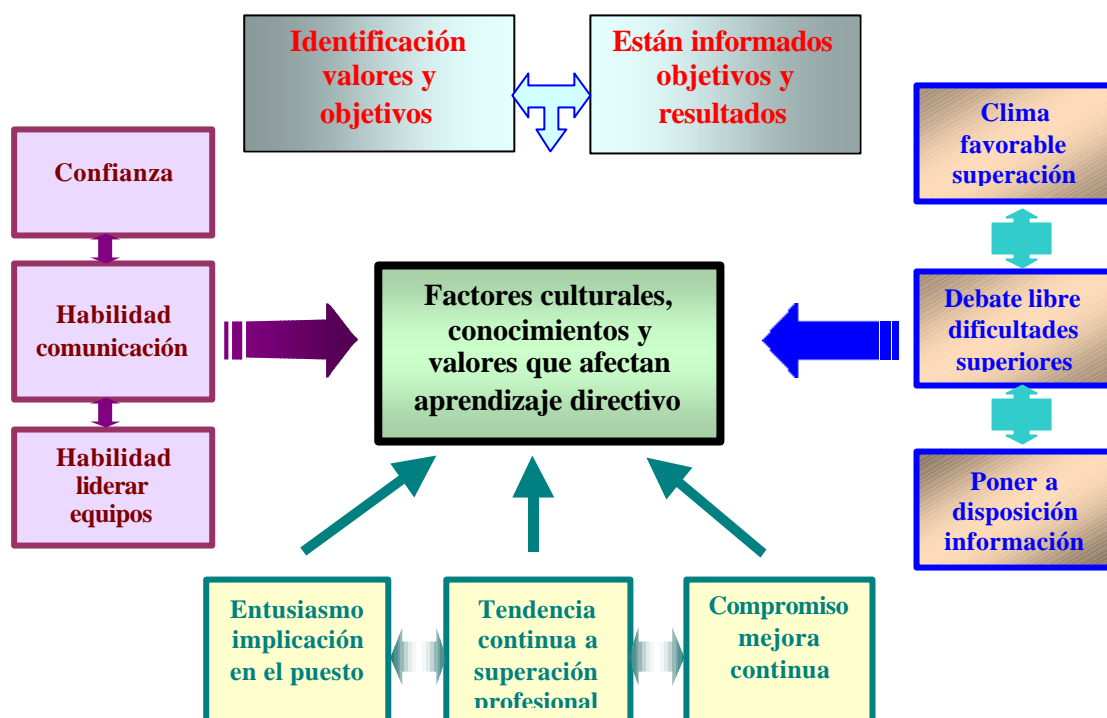 Identificación
valores y
objetivos
Están informados
objetivos y
resultados
Confianza
Habilidad
comunicación
Habilidad
liderar
equipos
Factores culturales,
conocimientos y
valores que afectan
aprendizaje directivo
Clima
favorable
superación
Debate libre
dificultades
superiores
Poner a
disposición
información
Entusiasmo
implicación
en el puesto
Tendencia
continua a
superación
profesional
Compromiso
mejora
continua